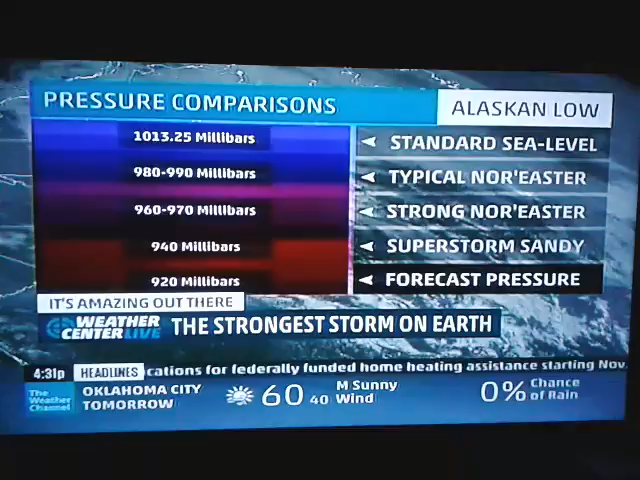 PRESSURE COMPARISONS
ALASKAN LOW
1013.25 Millibars ◄ STANDARD SEA-LEVEL
980-990 Millibars ◄ TYPICAL NOR'EASTER
960-970 Millibars ◄ STRONG NOR'EASTER
940 Millibars ◄ SUPERSTORM SANDY
920 Millibars ◄ FORECAST PRESSURE
IT'S AMAZING OUT THERE
WEATHER
CENTER LIVE
THE STRONGEST STORM ON EARTH
4:31p HEADLINES cations for federally funded home heating assistance starting Nov.
The
Weather
Channel
OKLAHOMA CITY
TOMORROW
60 40
M Sunny
Wind
0% Chance
of Rain